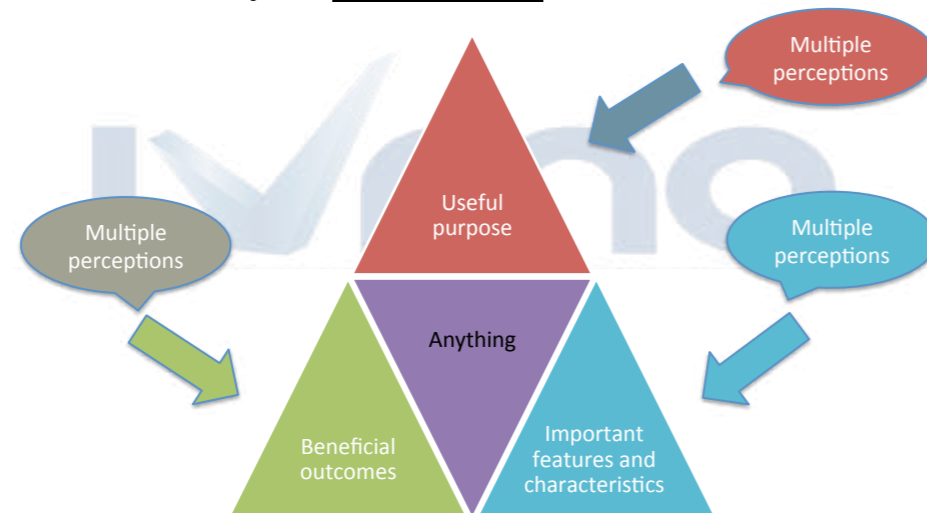 Multiple
perceptions
Useful
purpose
Multiple
perceptions
Multiple
perceptions
Anything
Beneficial
outcomes
Important
features and
characteristics